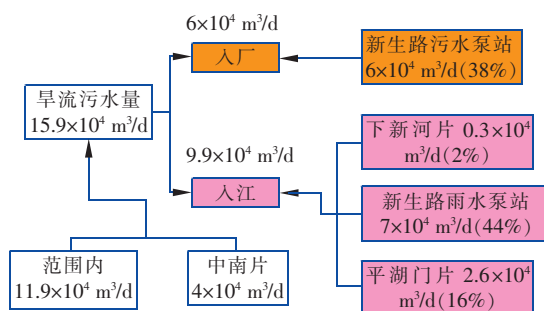 6×10⁴ m³/d
入厂
新生路污水泵站
6×10⁴ m³/d(38%)
旱流污水量
15.9×10⁴ m³/d
9.9×10⁴ m³/d
入江
下新河片 0.3×10⁴
m³/d(2%)
新生路雨水泵站
7×10⁴ m³/d(44%)
平湖门片 2.6×10⁴
m³/d(16%)
范围内
11.9×10⁴ m³/d
中南片
4×10⁴ m³/d